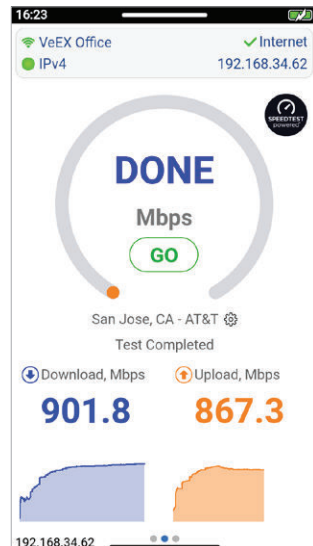 16:23
VeEX Office ✓ Internet
IPv4 192.168.34.62
SPEEDTEST
powered
DONE
Mbps
GO
San Jose, CA - AT&T
Test Completed
Download, Mbps Upload, Mbps
901.8 867.3
192.168.34.62